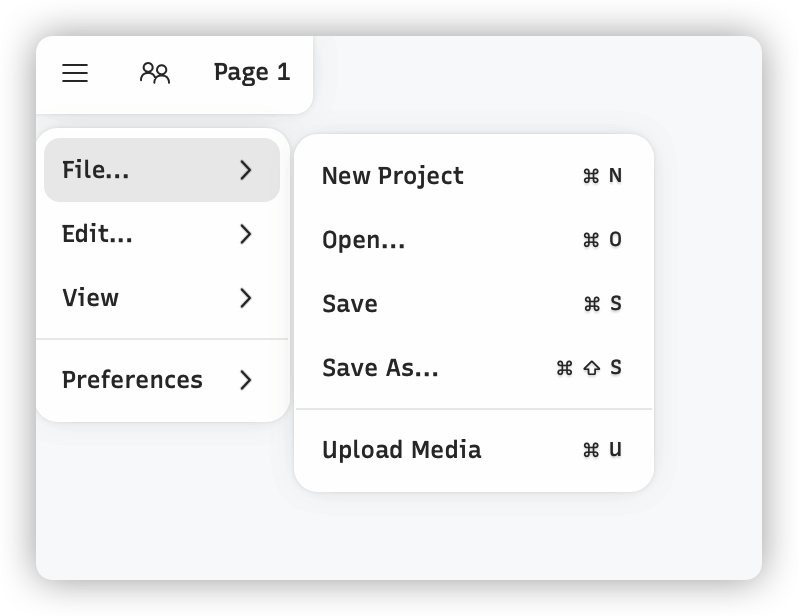 Page 1
File...
Edit...
View
Preferences
New Project ⌘ N
Open... ⌘ O
Save ⌘ S
Save As... ⌘ ⇧ S
Upload Media ⌘ U